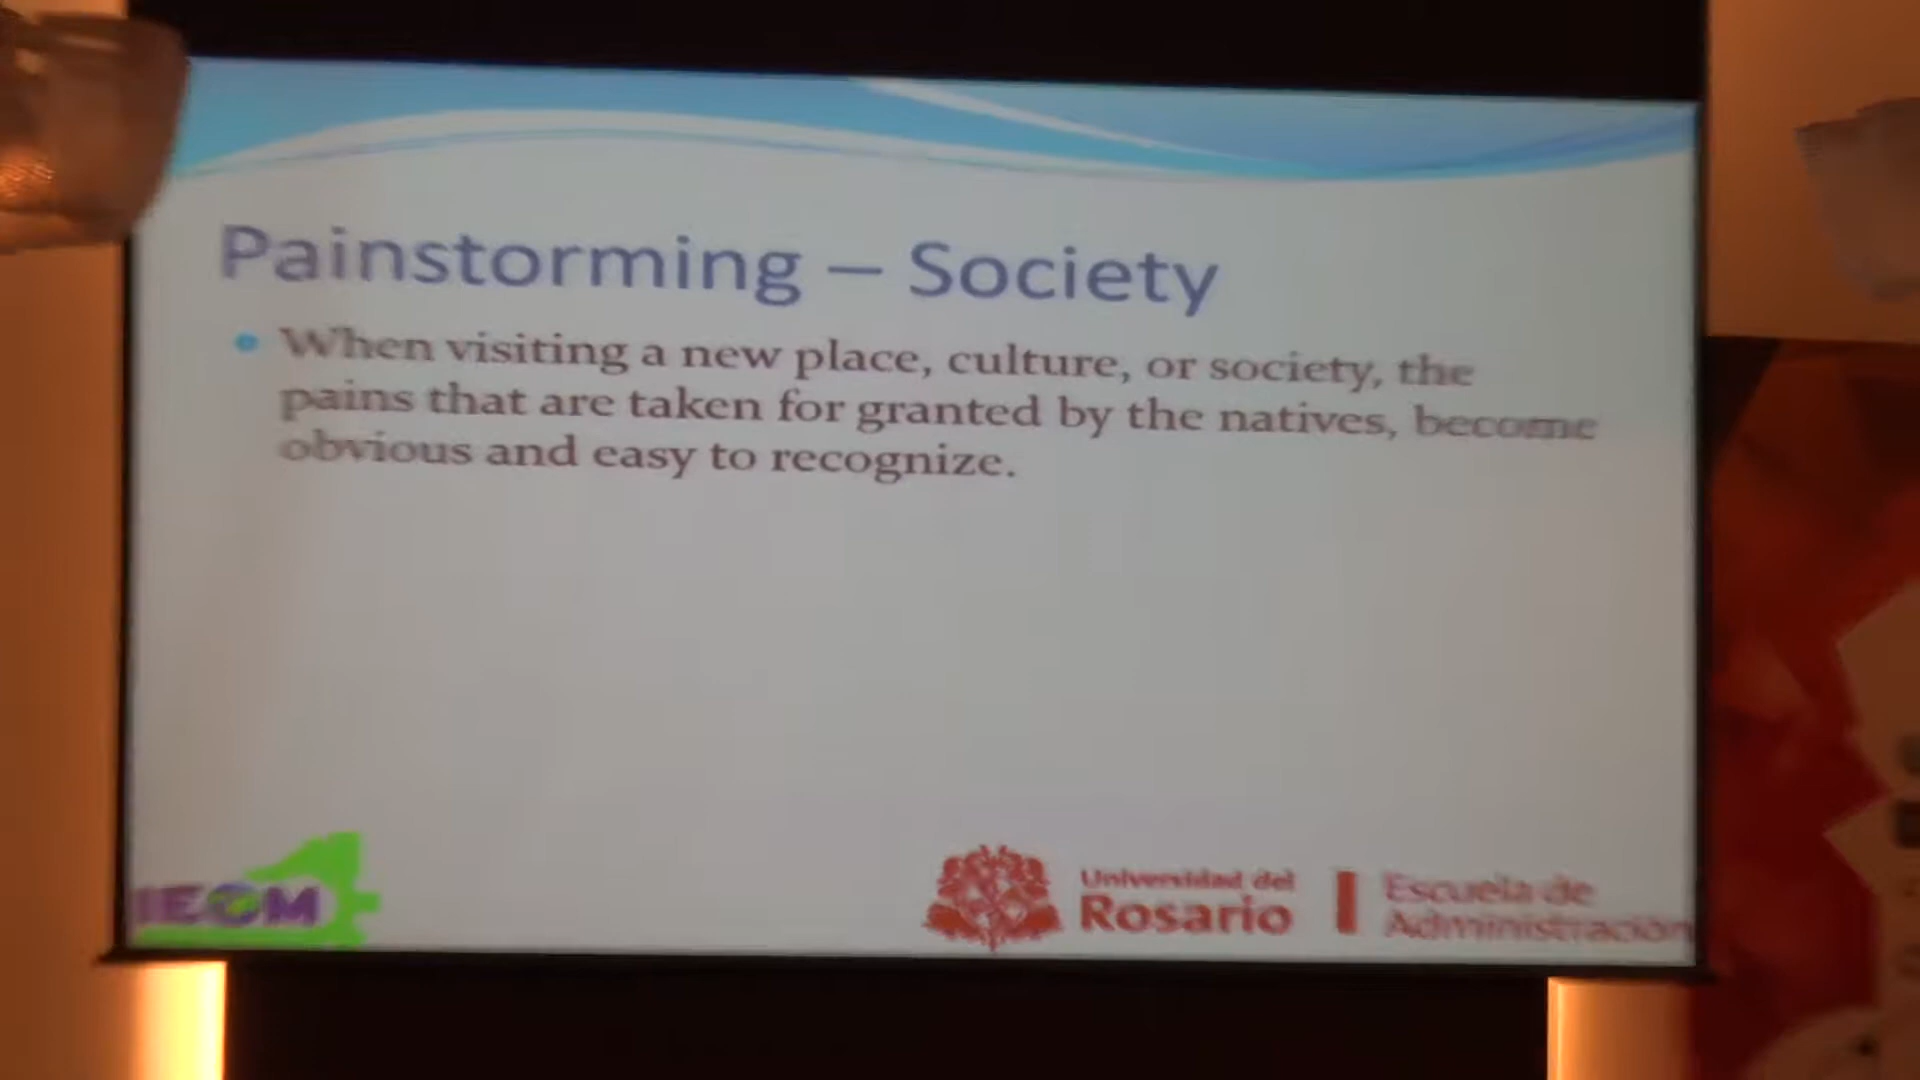 Painstorming – Society
• When visiting a new place, culture, or society, the
pains that are taken for granted by the natives, become
obvious and easy to recognize.
IEOM
Universidad del
Rosario
Escuela de
Administración